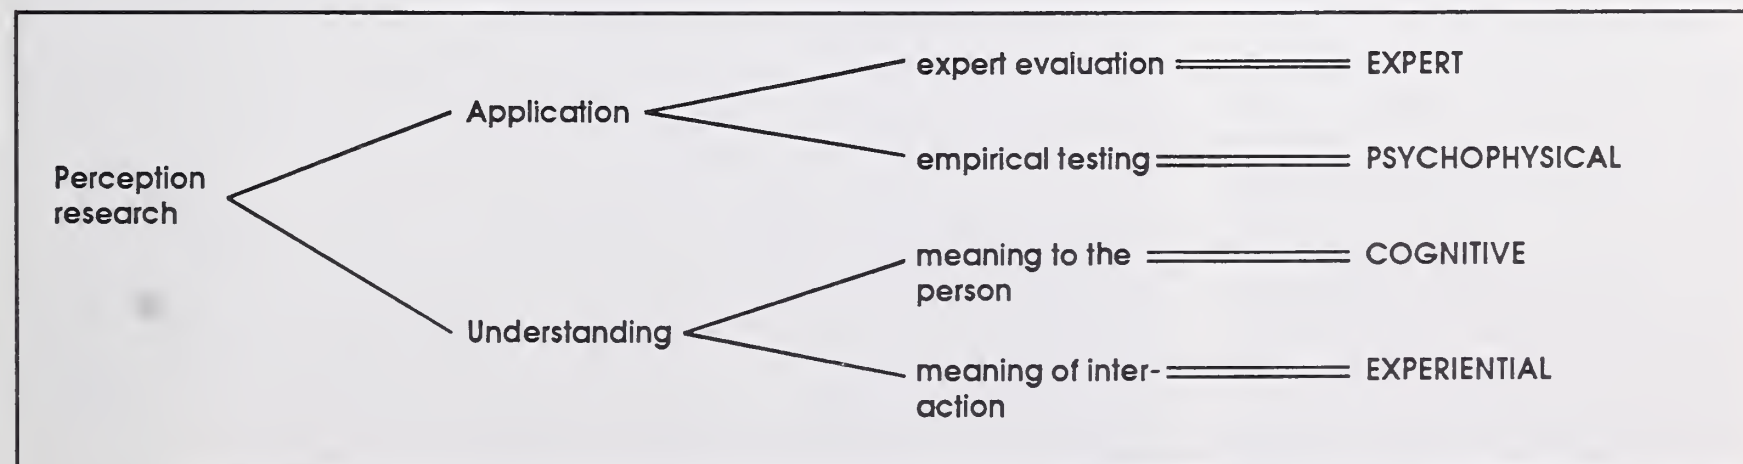 expert evaluation EXPERT
Application
empirical testing PSYCHOPHYSICAL
Perception
research
meaning to the COGNITIVE
person
Understanding
meaning of inter- EXPERIENTIAL
action